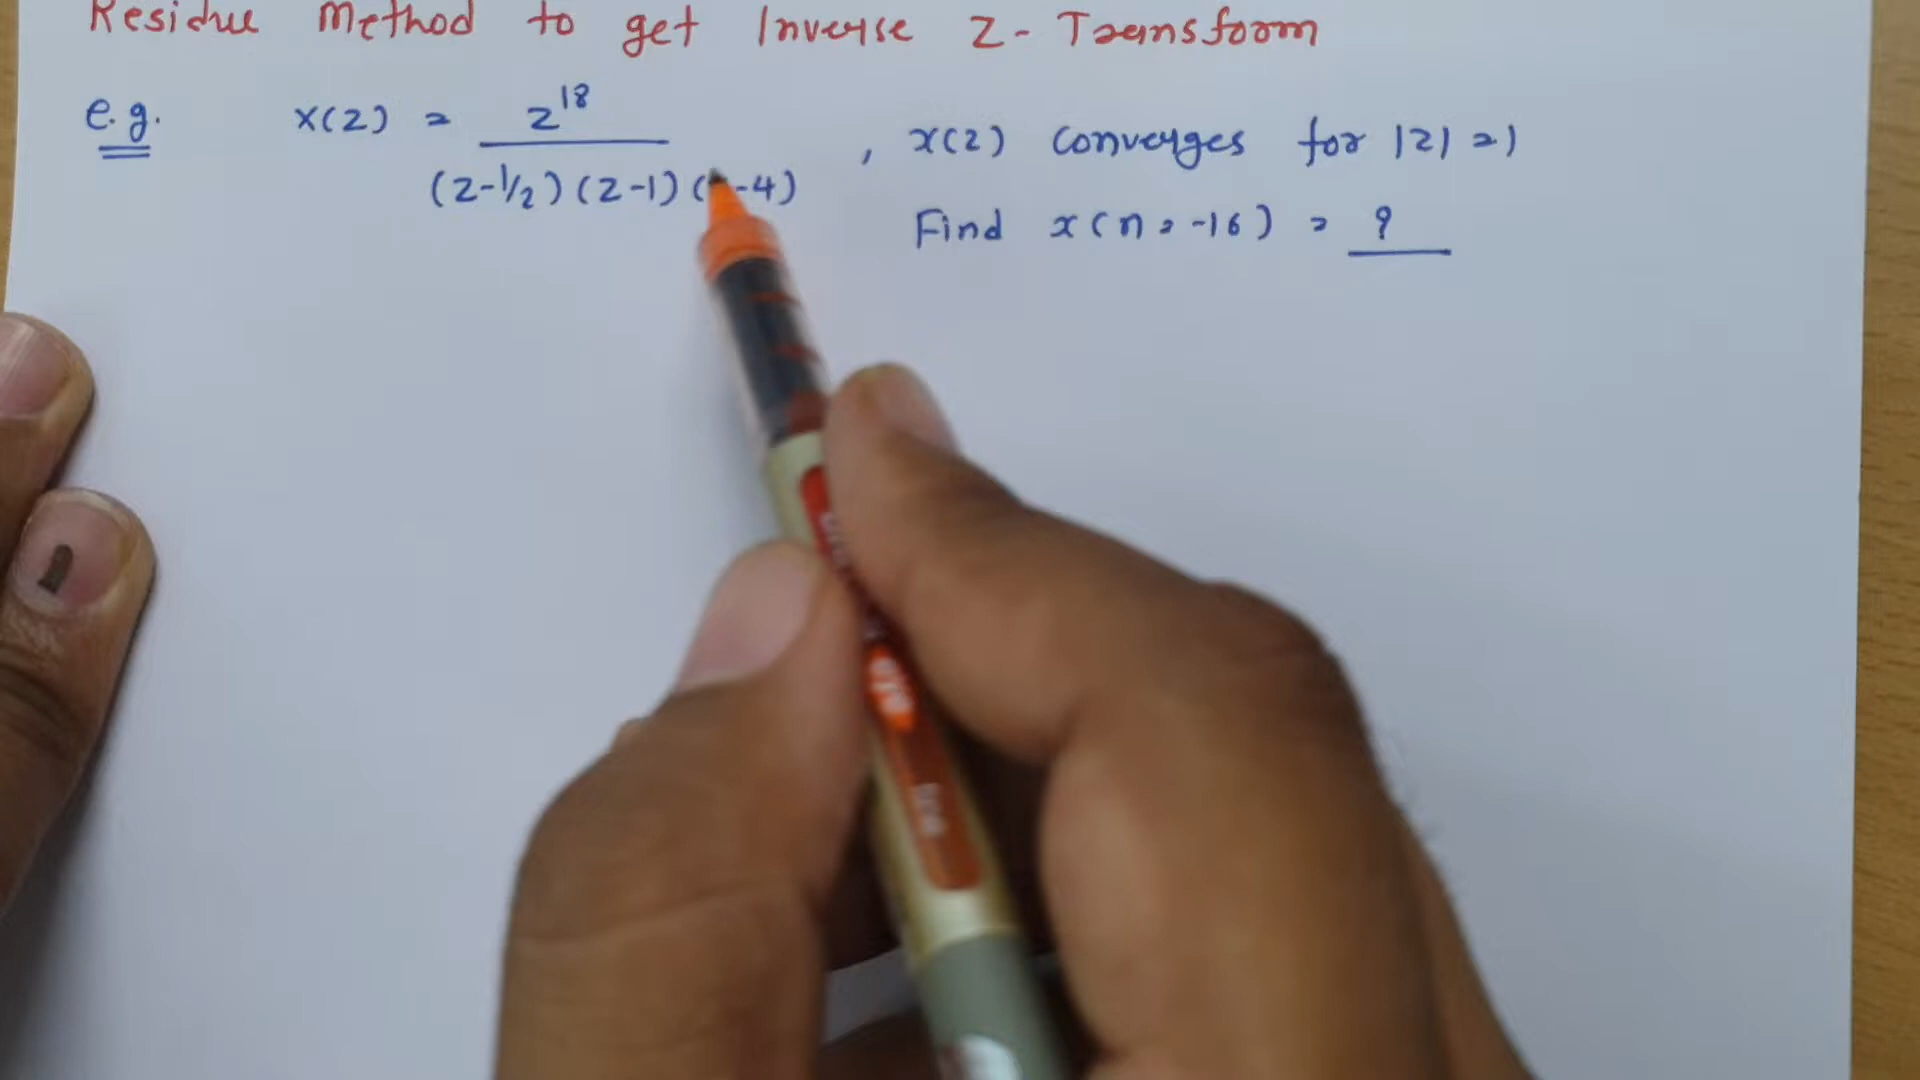 Residue Method to get Inverse Z-Transform
e.g. X(Z) = Z^18 / (Z-1/2)(Z-1)( -4) , X(Z) Converges for |Z|=1
Find x(n=-16) = ?